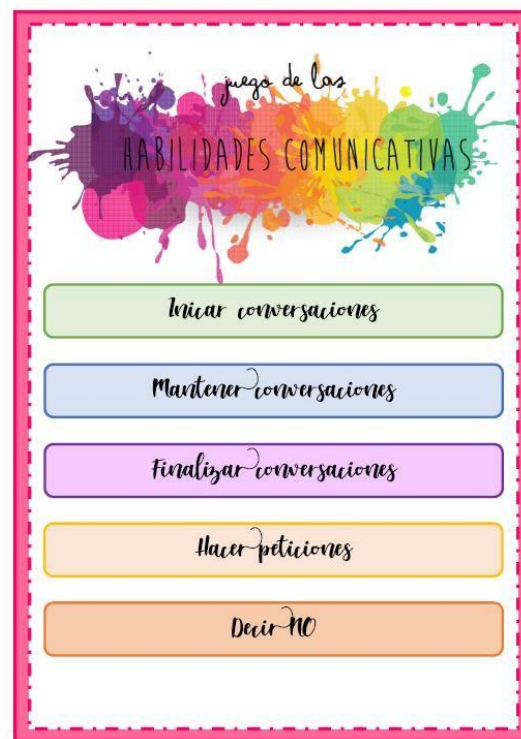 juego de las
HABILIDADES COMUNICATIVAS
Inicar conversaciones
Mantener conversaciones
Finalizar conversaciones
Hacer peticiones
Decir NO